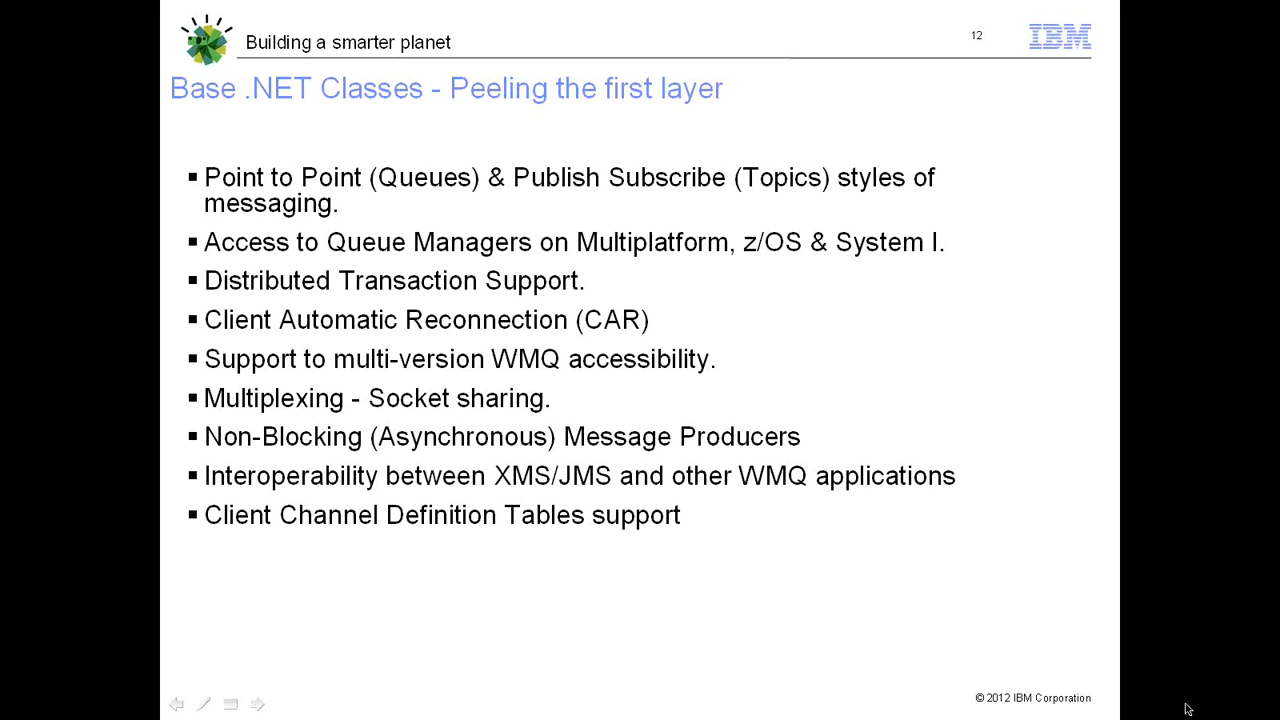 Building a smarter planet
12
IBM
Base .NET Classes - Peeling the first layer
▪ Point to Point (Queues) & Publish Subscribe (Topics) styles of
messaging.
▪ Access to Queue Managers on Multiplatform, z/OS & System I.
▪ Distributed Transaction Support.
▪ Client Automatic Reconnection (CAR)
▪ Support to multi-version WMQ accessibility.
▪ Multiplexing - Socket sharing.
▪ Non-Blocking (Asynchronous) Message Producers
▪ Interoperability between XMS/JMS and other WMQ applications
▪ Client Channel Definition Tables support
© 2012 IBM Corporation